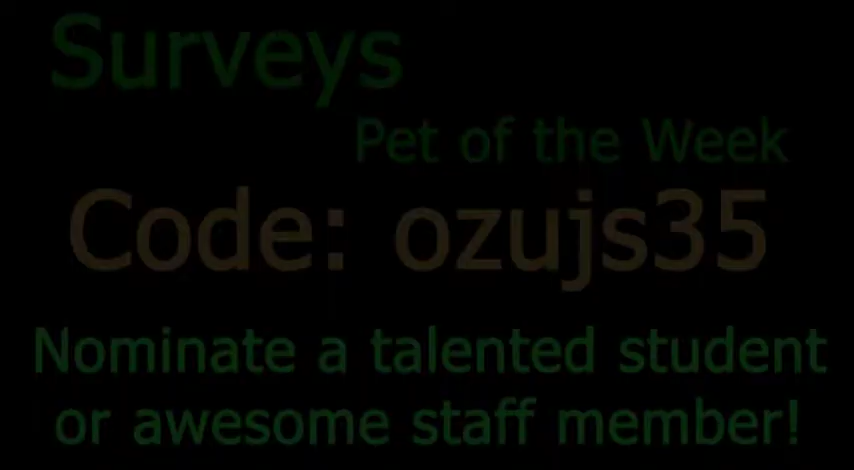 Surveys
Pet of the Week
Code: ozujs35
Nominate a talented student
or awesome staff member!